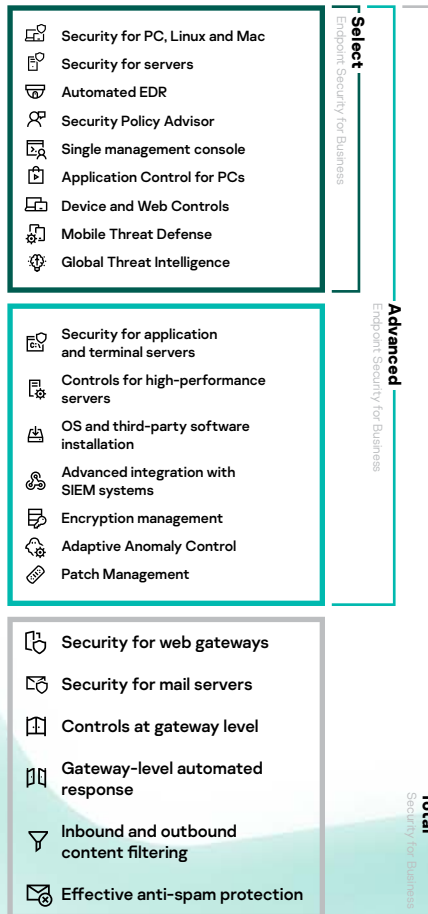 Security for PC, Linux and Mac
Security for servers
Automated EDR
Security Policy Advisor
Single management console
Application Control for PCs
Device and Web Controls
Mobile Threat Defense
Global Threat Intelligence
Select
Endpoint Security for Business
Security for application
and terminal servers
Controls for high-performance
servers
OS and third-party software
installation
Advanced integration with
SIEM systems
Encryption management
Adaptive Anomaly Control
Patch Management
Advanced
Endpoint Security for Business
Security for web gateways
Security for mail servers
Controls at gateway level
Gateway-level automated
response
Inbound and outbound
content filtering
Effective anti-spam protection
Total
Security for Business